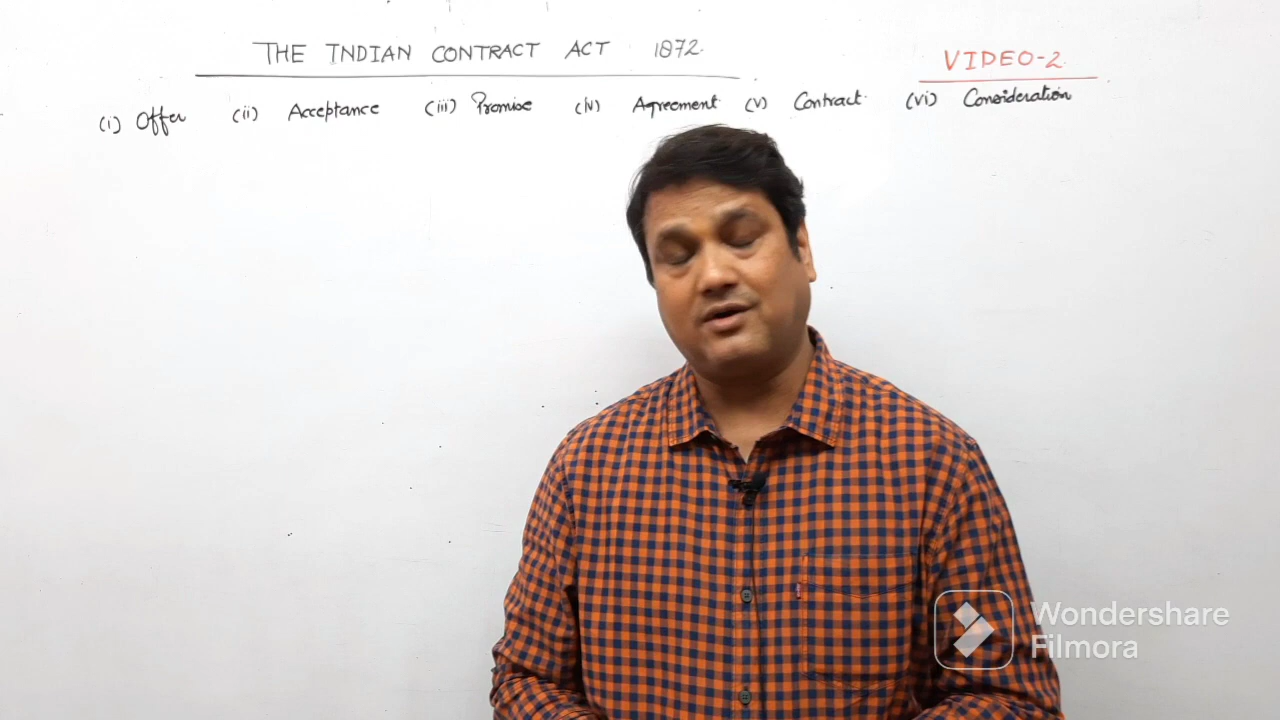 THE INDIAN CONTRACT ACT 1872.
VIDEO-2.
(i) Offer (ii) Acceptance (iii) Promise (iv) Agreement (v) Contract (vi) Consideration
Wondershare
Filmora